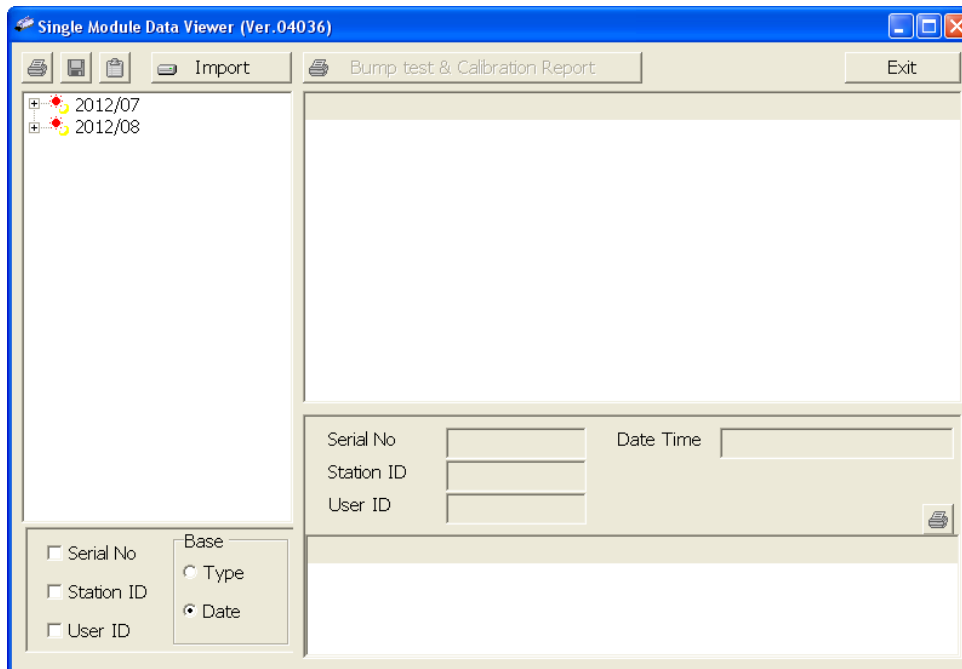 Single Module Data Viewer (Ver.04036)
Import
Bump test & Calibration Report
Exit
2012/07
2012/08
Serial No
Date Time
Station ID
User ID
Base
Serial No
Type
Station ID
Date
User ID